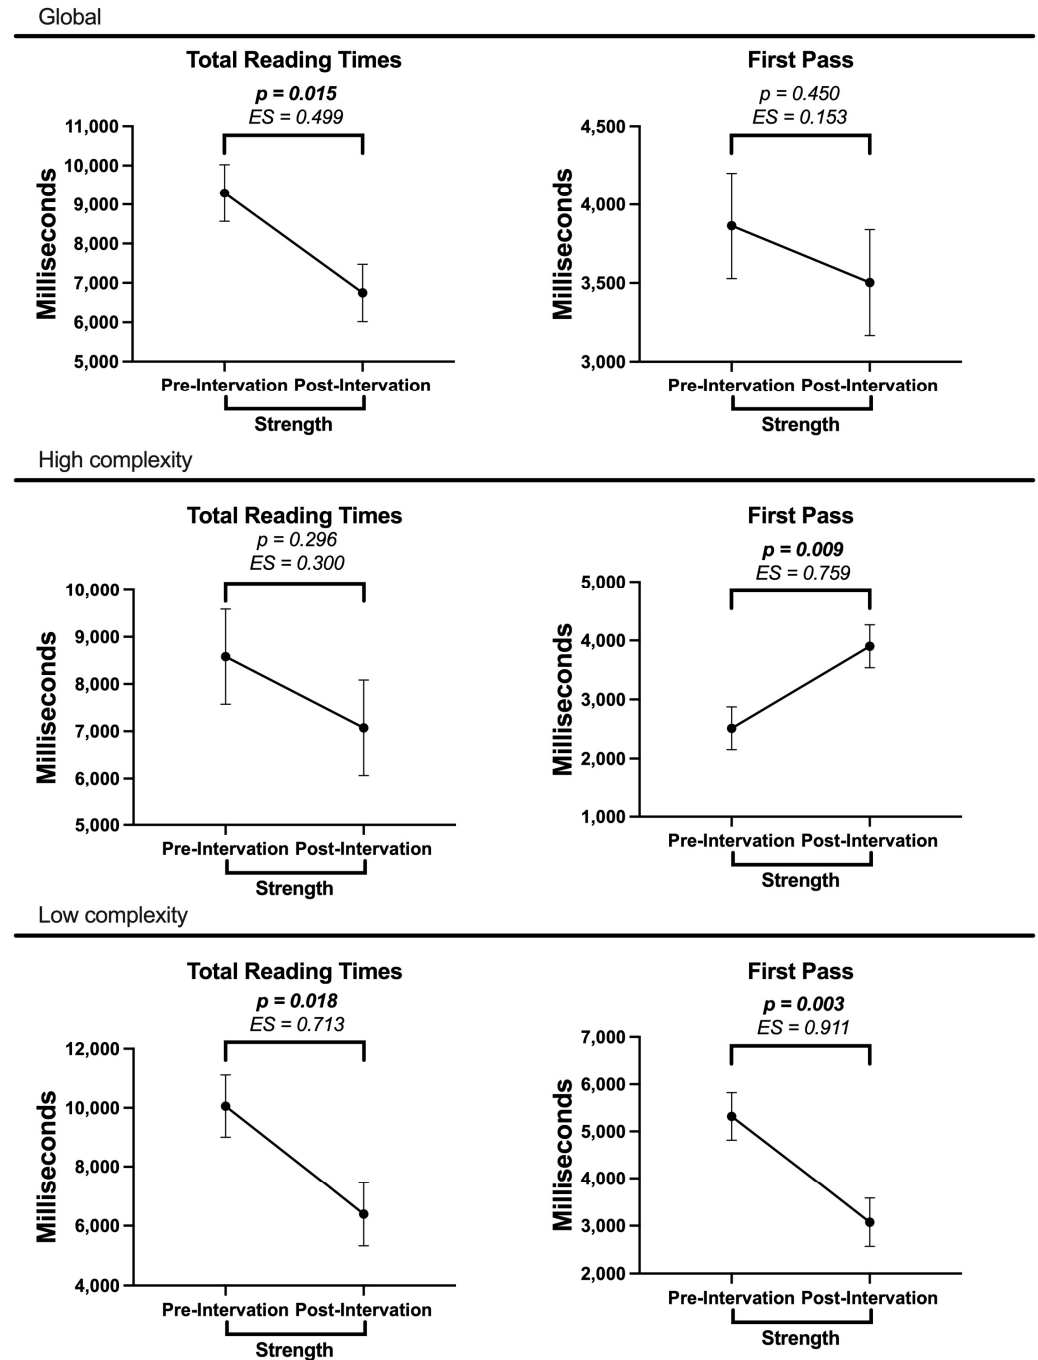 Global
Total Reading Times
p = 0.015
ES = 0.499
11,000
10,000
9,000
8,000
7,000
6,000
5,000
Milliseconds
Pre-Intervation Post-Intervation
Strength
First Pass
p = 0.450
ES = 0.153
4,500
4,000
3,500
3,000
Milliseconds
Pre-Intervation Post-Intervation
Strength
High complexity
Total Reading Times
p = 0.296
ES = 0.300
10,000
9,000
8,000
7,000
6,000
5,000
Milliseconds
Pre-Intervation Post-Intervation
Strength
First Pass
p = 0.009
ES = 0.759
5,000
4,000
3,000
2,000
1,000
Milliseconds
Pre-Intervation Post-Intervation
Strength
Low complexity
Total Reading Times
p = 0.018
ES = 0.713
12,000
10,000
8,000
6,000
4,000
Milliseconds
Pre-Intervation Post-Intervation
Strength
First Pass
p = 0.003
ES = 0.911
7,000
6,000
5,000
4,000
3,000
2,000
Milliseconds
Pre-Intervation Post-Intervation
Strength